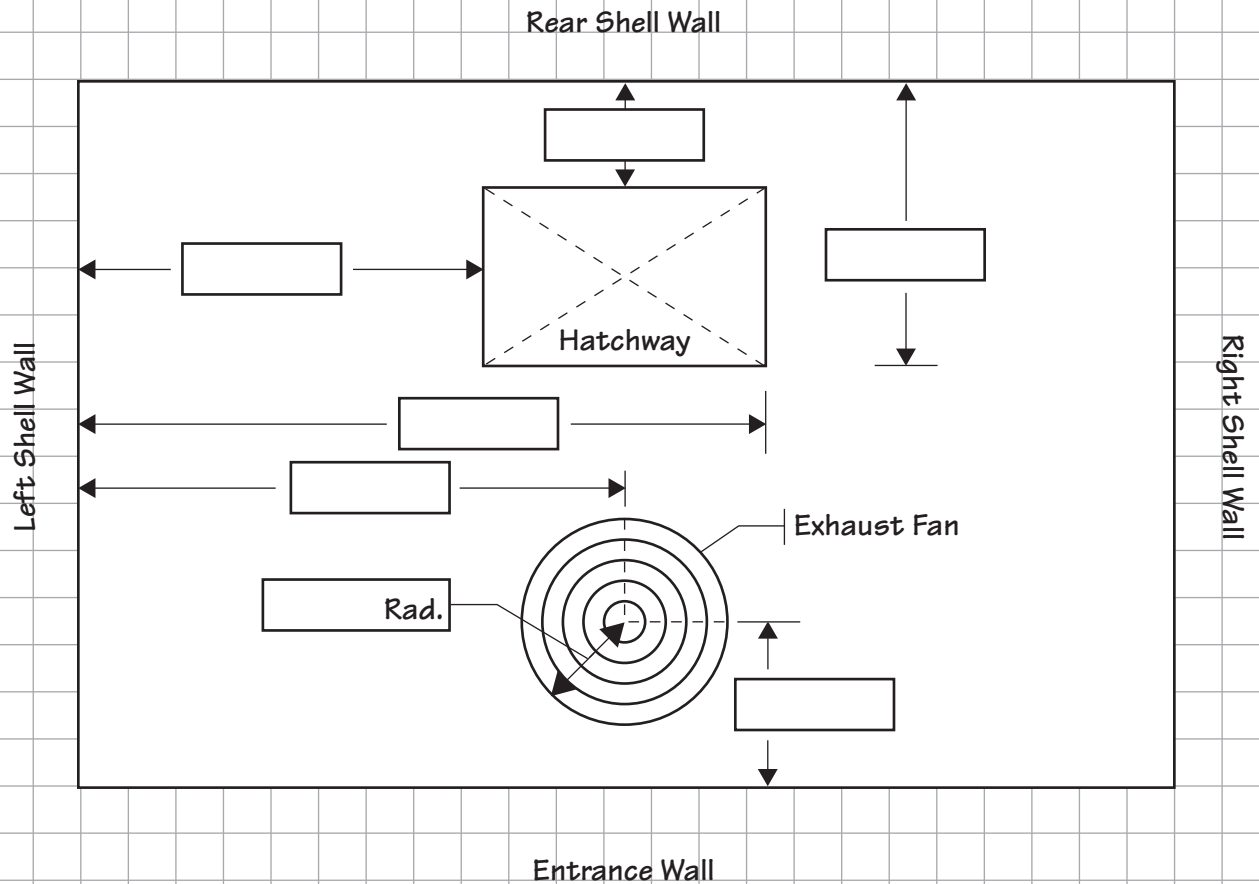 Rear Shell Wall
Hatchway
Left Shell Wall
Right Shell Wall
Exhaust Fan
Rad.
Entrance Wall